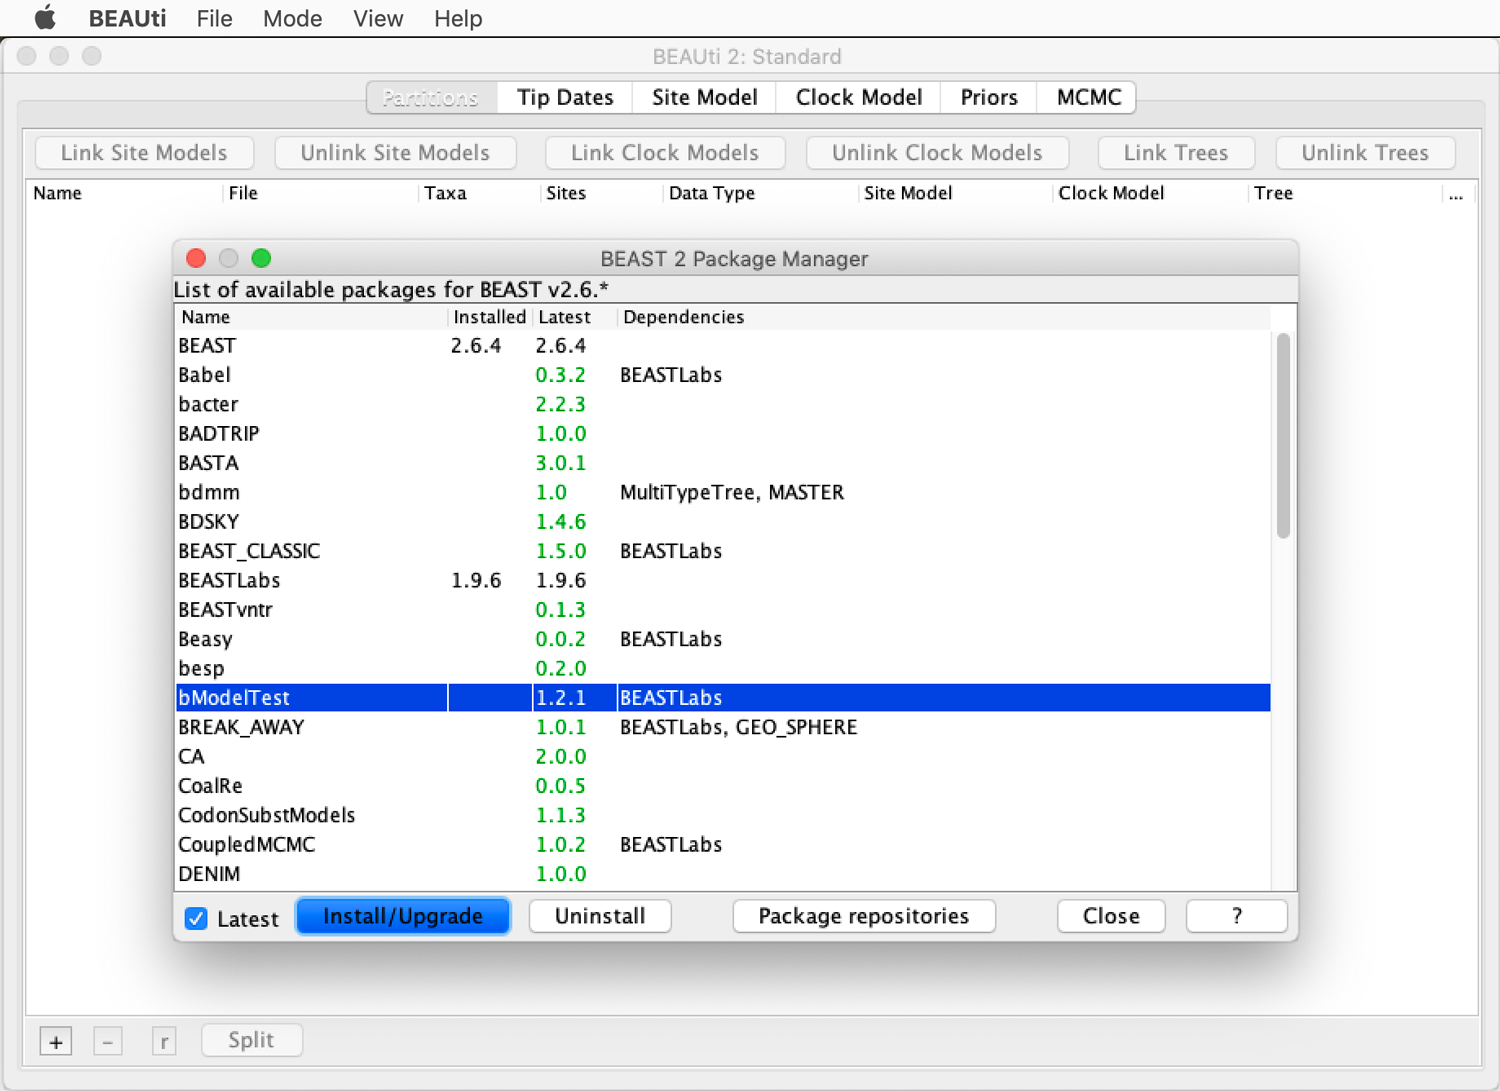 BEAUti File Mode View Help
BEAUti 2: Standard
Partitions Tip Dates Site Model Clock Model Priors MCMC
Link Site Models Unlink Site Models Link Clock Models Unlink Clock Models Link Trees Unlink Trees
Name File Taxa Sites Data Type Site Model Clock Model Tree ...
BEAST 2 Package Manager
List of available packages for BEAST v2.6.*
Name Installed Latest Dependencies
BEAST 2.6.4 2.6.4
Babel 0.3.2 BEASTLabs
bacter 2.2.3
BADTRIP 1.0.0
BASTA 3.0.1
bdmm 1.0 MultiTypeTree, MASTER
BDSKY 1.4.6
BEAST_CLASSIC 1.5.0 BEASTLabs
BEASTLabs 1.9.6 1.9.6
BEASTvntr 0.1.3
Beasy 0.0.2 BEASTLabs
besp 0.2.0
bModelTest 1.2.1 BEASTLabs
BREAK_AWAY 1.0.1 BEASTLabs, GEO_SPHERE
CA 2.0.0
CoalRe 0.0.5
CodonSubstModels 1.1.3
CoupledMCMC 1.0.2 BEASTLabs
DENIM 1.0.0
Latest Install/Upgrade Uninstall Package repositories Close ?
+ - r Split